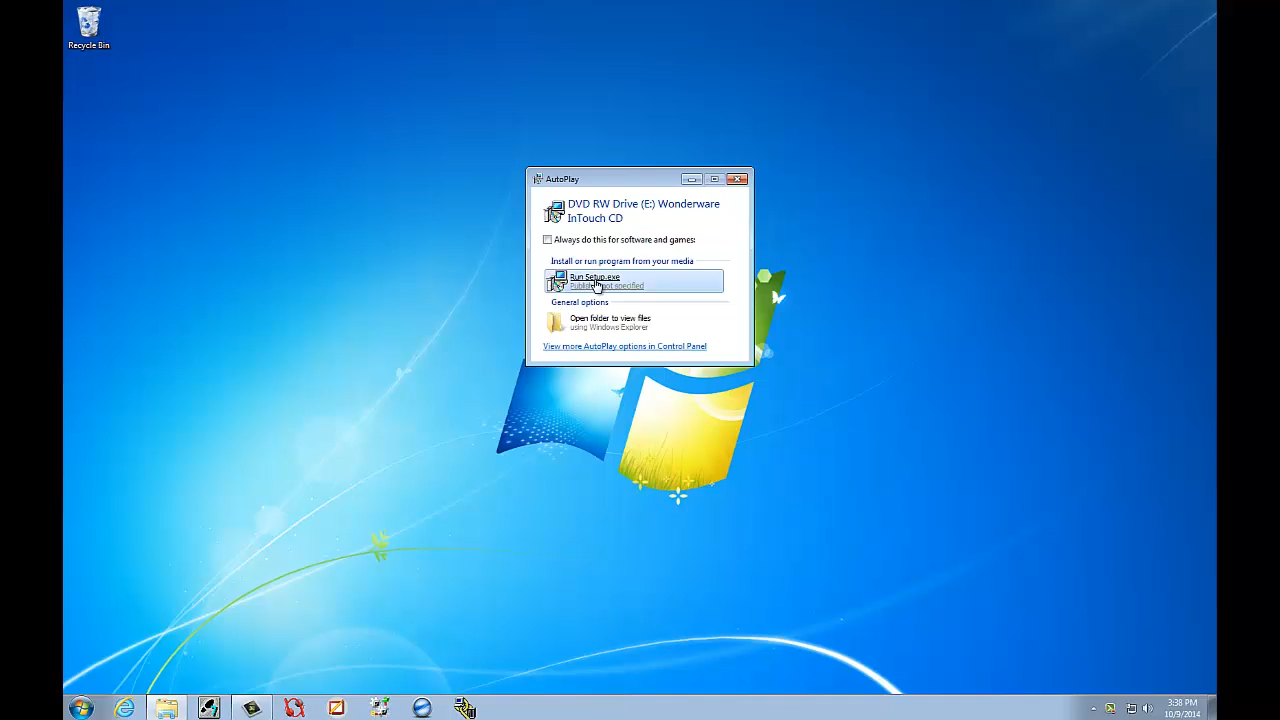 Recycle Bin
AutoPlay
DVD RW Drive (E:) Wonderware
InTouch CD
Always do this for software and games:
Install or run program from your media
Run Setup.exe
not specified
General options
Open folder to view files
using Windows Explorer
View more AutoPlay options in Control Panel
3:38 PM
10/9/2014